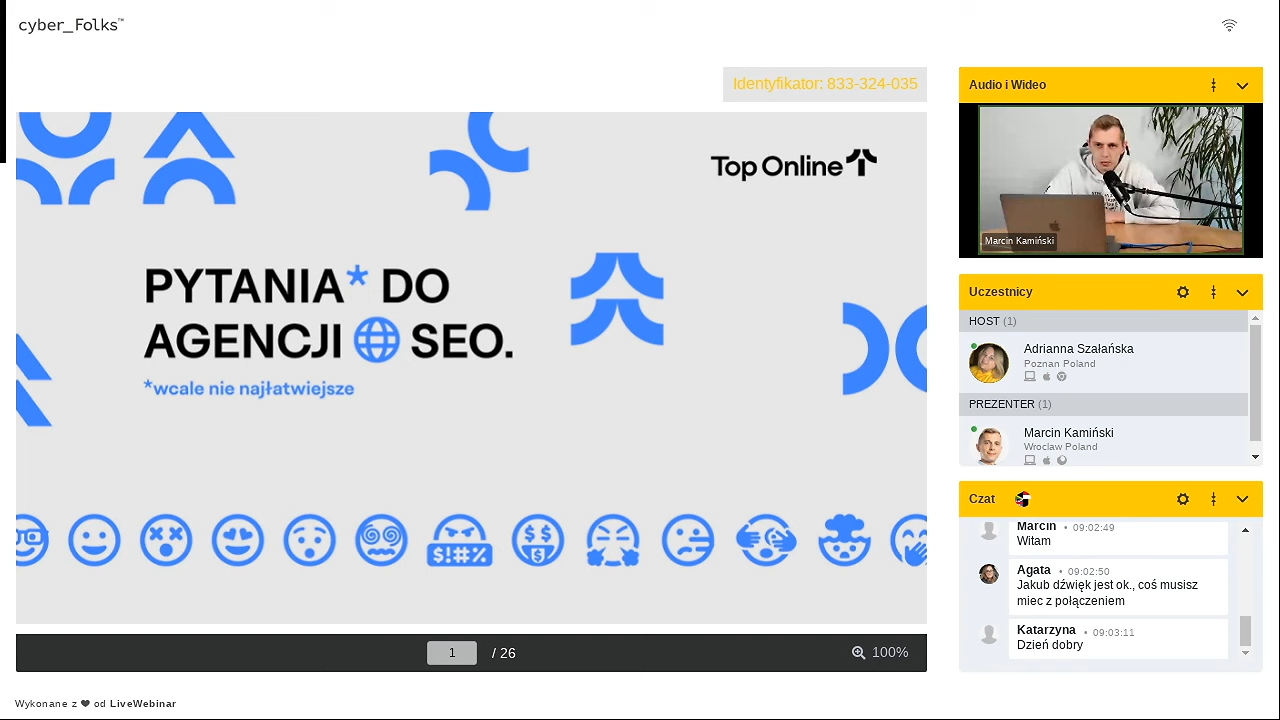 cyber_Folks™
Identyfikator: 833-324-035
Top Online
PYTANIA* DO
AGENCJI SEO.
*wcale nie najłatwiejsze
$!#%
1 / 26
100%
Wykonane z ❤ od LiveWebinar
Audio i Wideo
Marcin Kamiński
Uczestnicy
HOST (1)
Adrianna Szałańska
Poznan Poland
PREZENTER (1)
Marcin Kamiński
Wroclaw Poland
Czat
Marcin • 09:02:49
Witam
Agata • 09:02:50
Jakub dźwięk jest ok., coś musisz
miec z połączeniem
Katarzyna • 09:03:11
Dzień dobry